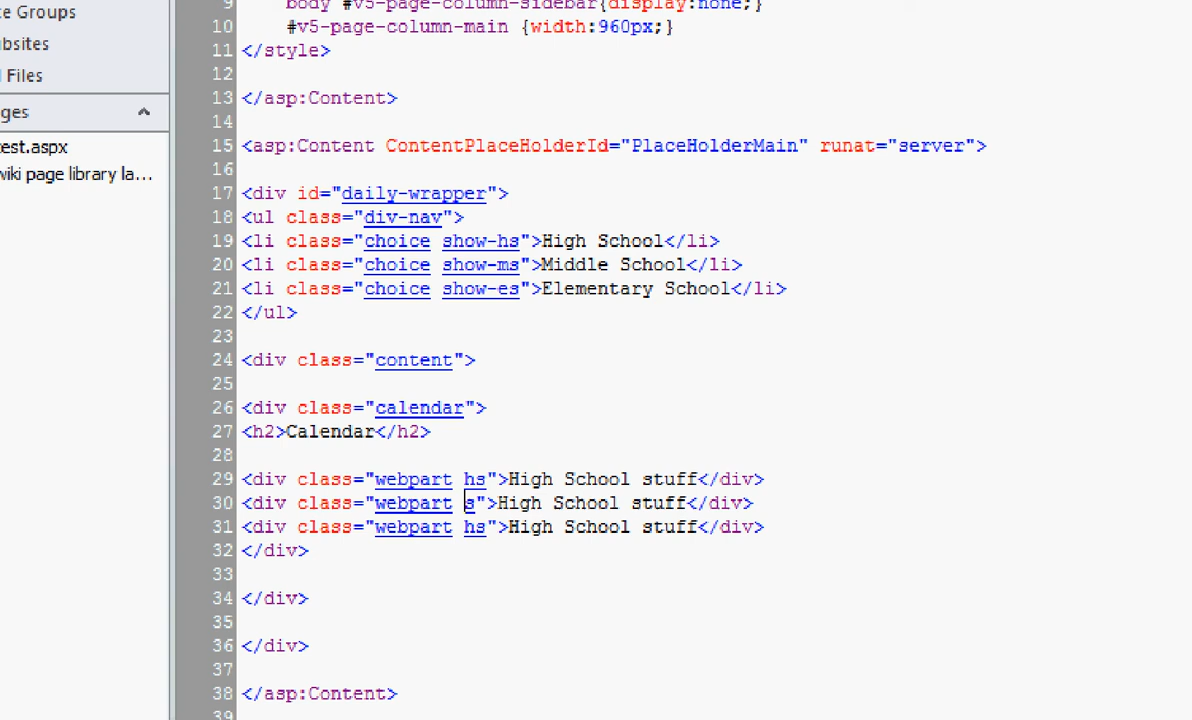 te Groups
bsites
l Files
ges
test.aspx
wiki page library la...
9 body #v5-page-column-sidebar{display:none;}
10 #v5-page-column-main {width:960px;}
11 </style>
12
13 </asp:Content>
14
15 <asp:Content ContentPlaceHolderId="PlaceHolderMain" runat="server">
16
17 <div id="daily-wrapper">
18 <ul class="div-nav">
19 <li class="choice show-hs">High School</li>
20 <li class="choice show-ms">Middle School</li>
21 <li class="choice show-es">Elementary School</li>
22 </ul>
23
24 <div class="content">
25
26 <div class="calendar">
27 <h2>Calendar</h2>
28
29 <div class="webpart hs">High School stuff</div>
30 <div class="webpart s">High School stuff</div>
31 <div class="webpart hs">High School stuff</div>
32 </div>
33
34 </div>
35
36 </div>
37
38 </asp:Content>
39